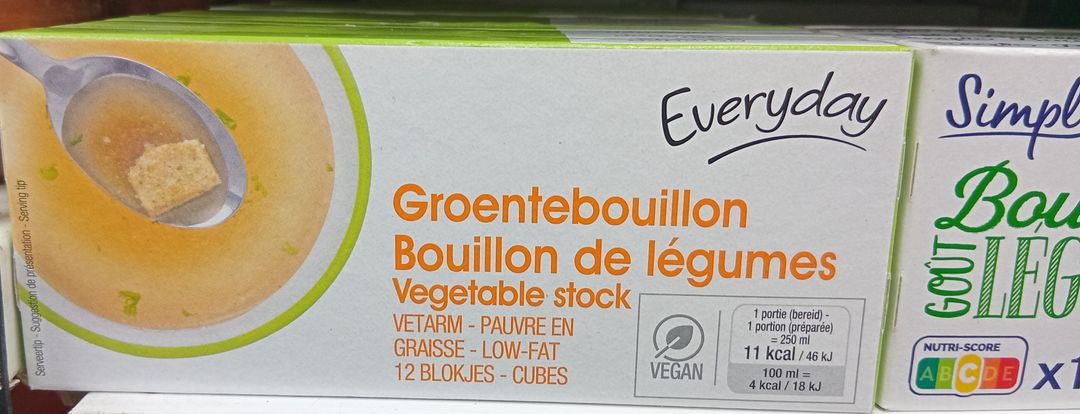 Everyday
Groentebouillon
Bouillon de légumes
Vegetable stock
VETARM - PAUVRE EN
GRAISSE - LOW-FAT
12 BLOKJES - CUBES
VEGAN
1 portie (bereid) -
1 portion (préparée)
= 250 ml
11 kcal / 46 kJ
100 ml =
4 kcal / 18 kJ
Serveertip - Suggestion de présentation - Serving tip
Simpl
Bou
GOÛT
LÉG
NUTRI-SCORE
A B C D E
x1